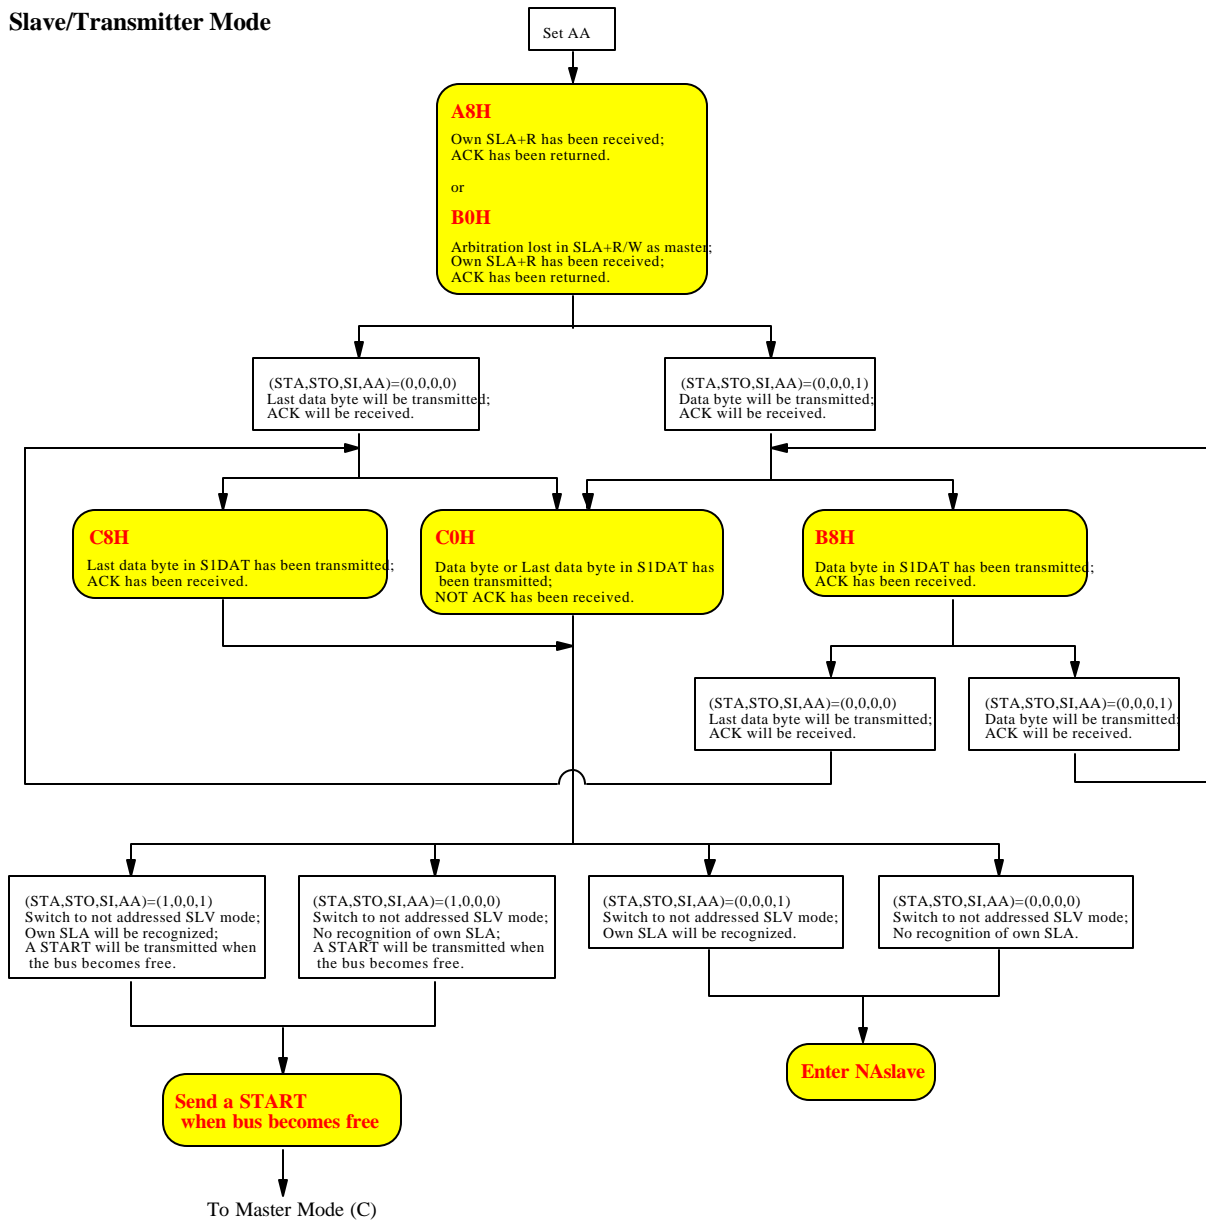 Slave/Transmitter Mode
Set AA
A8H
Own SLA+R has been received;
ACK has been returned.
or
B0H
Arbitration lost in SLA+R/W as master;
Own SLA+R has been received;
ACK has been returned.
(STA,STO,SI,AA)=(0,0,0,0)
Last data byte will be transmitted;
ACK will be received.
(STA,STO,SI,AA)=(0,0,0,1)
Data byte will be transmitted;
ACK will be received.
C8H
Last data byte in S1DAT has been transmitted;
ACK has been received.
C0H
Data byte or Last data byte in S1DAT has
been transmitted;
NOT ACK has been received.
B8H
Data byte in S1DAT has been transmitted;
ACK has been received.
(STA,STO,SI,AA)=(0,0,0,0)
Last data byte will be transmitted;
ACK will be received.
(STA,STO,SI,AA)=(0,0,0,1)
Data byte will be transmitted;
ACK will be received.
(STA,STO,SI,AA)=(1,0,0,1)
Switch to not addressed SLV mode;
Own SLA will be recognized;
A START will be transmitted when
the bus becomes free.
(STA,STO,SI,AA)=(1,0,0,0)
Switch to not addressed SLV mode;
No recognition of own SLA;
A START will be transmitted when
the bus becomes free.
(STA,STO,SI,AA)=(0,0,0,1)
Switch to not addressed SLV mode;
Own SLA will be recognized.
(STA,STO,SI,AA)=(0,0,0,0)
Switch to not addressed SLV mode;
No recognition of own SLA.
Enter NAslave
Send a START
when bus becomes free
To Master Mode (C)